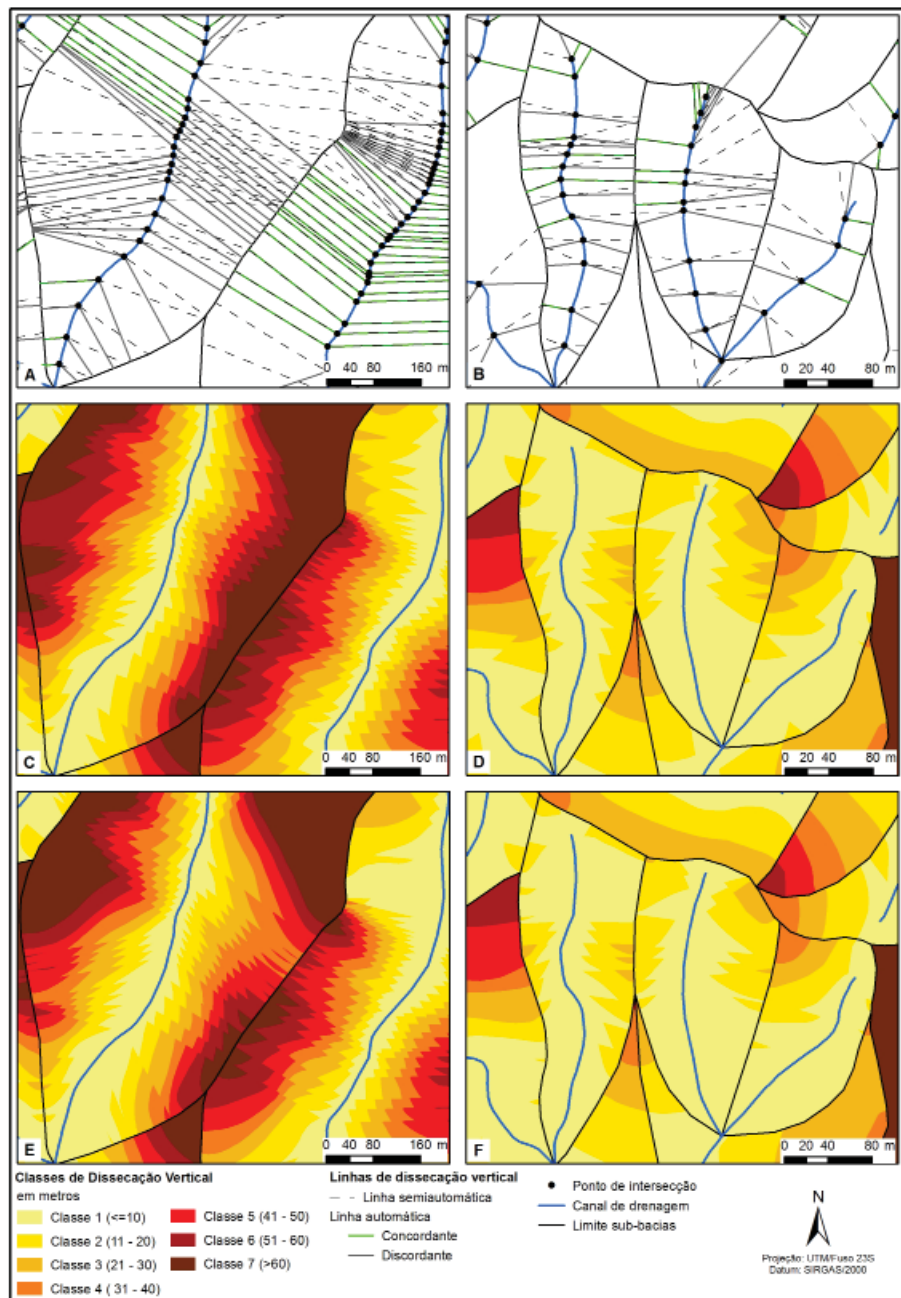 A
0 40 80 160 m
B
0 20 40 80 m
C
0 40 80 160 m
D
0 20 40 80 m
E
0 40 80 160 m
F
0 20 40 80 m
Classes de Dissecação Vertical
em metros
Classe 1 (<=10)
Classe 2 (11 - 20)
Classe 3 (21 - 30)
Classe 4 ( 31 - 40)
Classe 5 (41 - 50)
Classe 6 (51 - 60)
Classe 7 (>60)
Linhas de dissecação vertical
Linha semiautomática
Linha automática
Concordante
Discordante
Ponto de intersecção
Canal de drenagem
Limite sub-bacias
N
Projeção: UTM/Fuso 23S
Datum: SIRGAS/2000